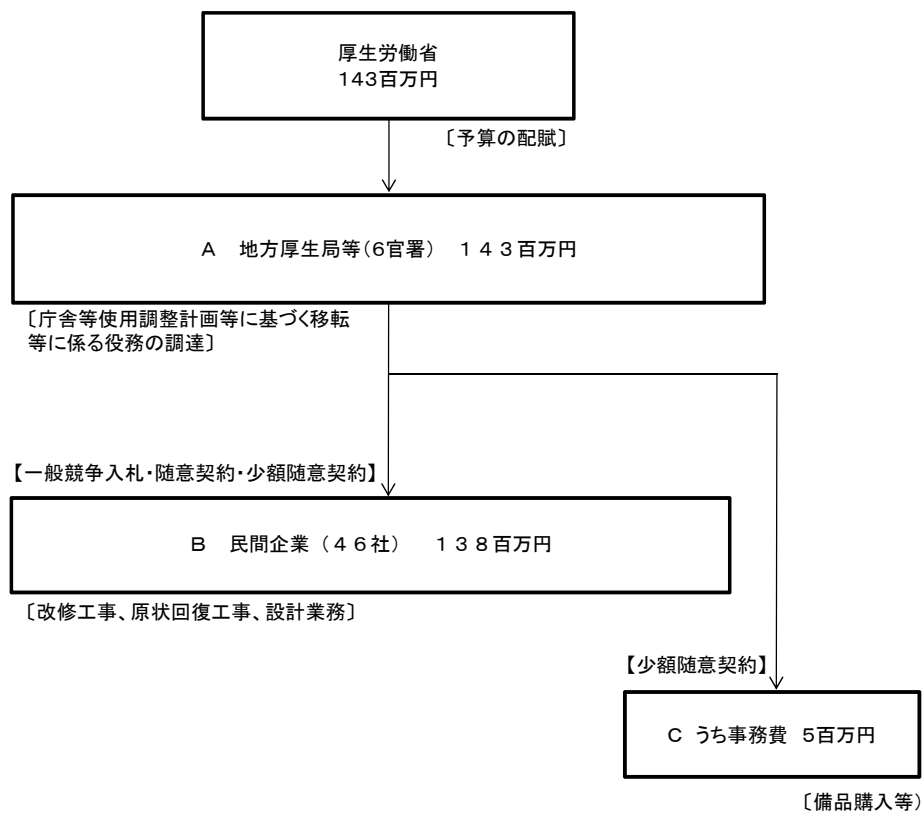 厚生労働省
143百万円
〔予算の配賦〕
A　地方厚生局等(6官署)　143百万円
〔庁舎等使用調整計画等に基づく移転
等に係る役務の調達〕
【一般競争入札・随意契約・少額随意契約】
B　民間企業（４６社）　１３８百万円
〔改修工事、原状回復工事、設計業務〕
【少額随意契約】
C　うち事務費　5百万円
〔備品購入等）